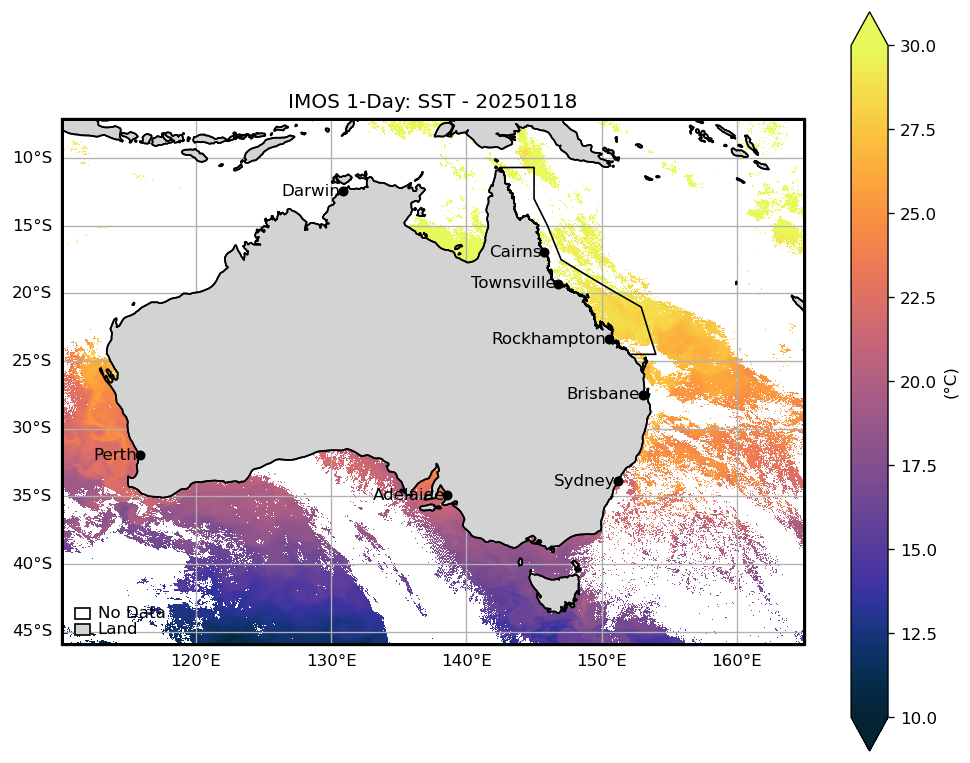 IMOS 1-Day: SST - 20250118
30.0
27.5
25.0
22.5
20.0
17.5
15.0
12.5
10.0
(°C)
10°S
15°S
20°S
25°S
30°S
35°S
40°S
45°S
Darwin
Cairns
Townsville
Rockhampton
Brisbane
Perth
Sydney
Adelaide
No Data
Land
120°E
130°E
140°E
150°E
160°E